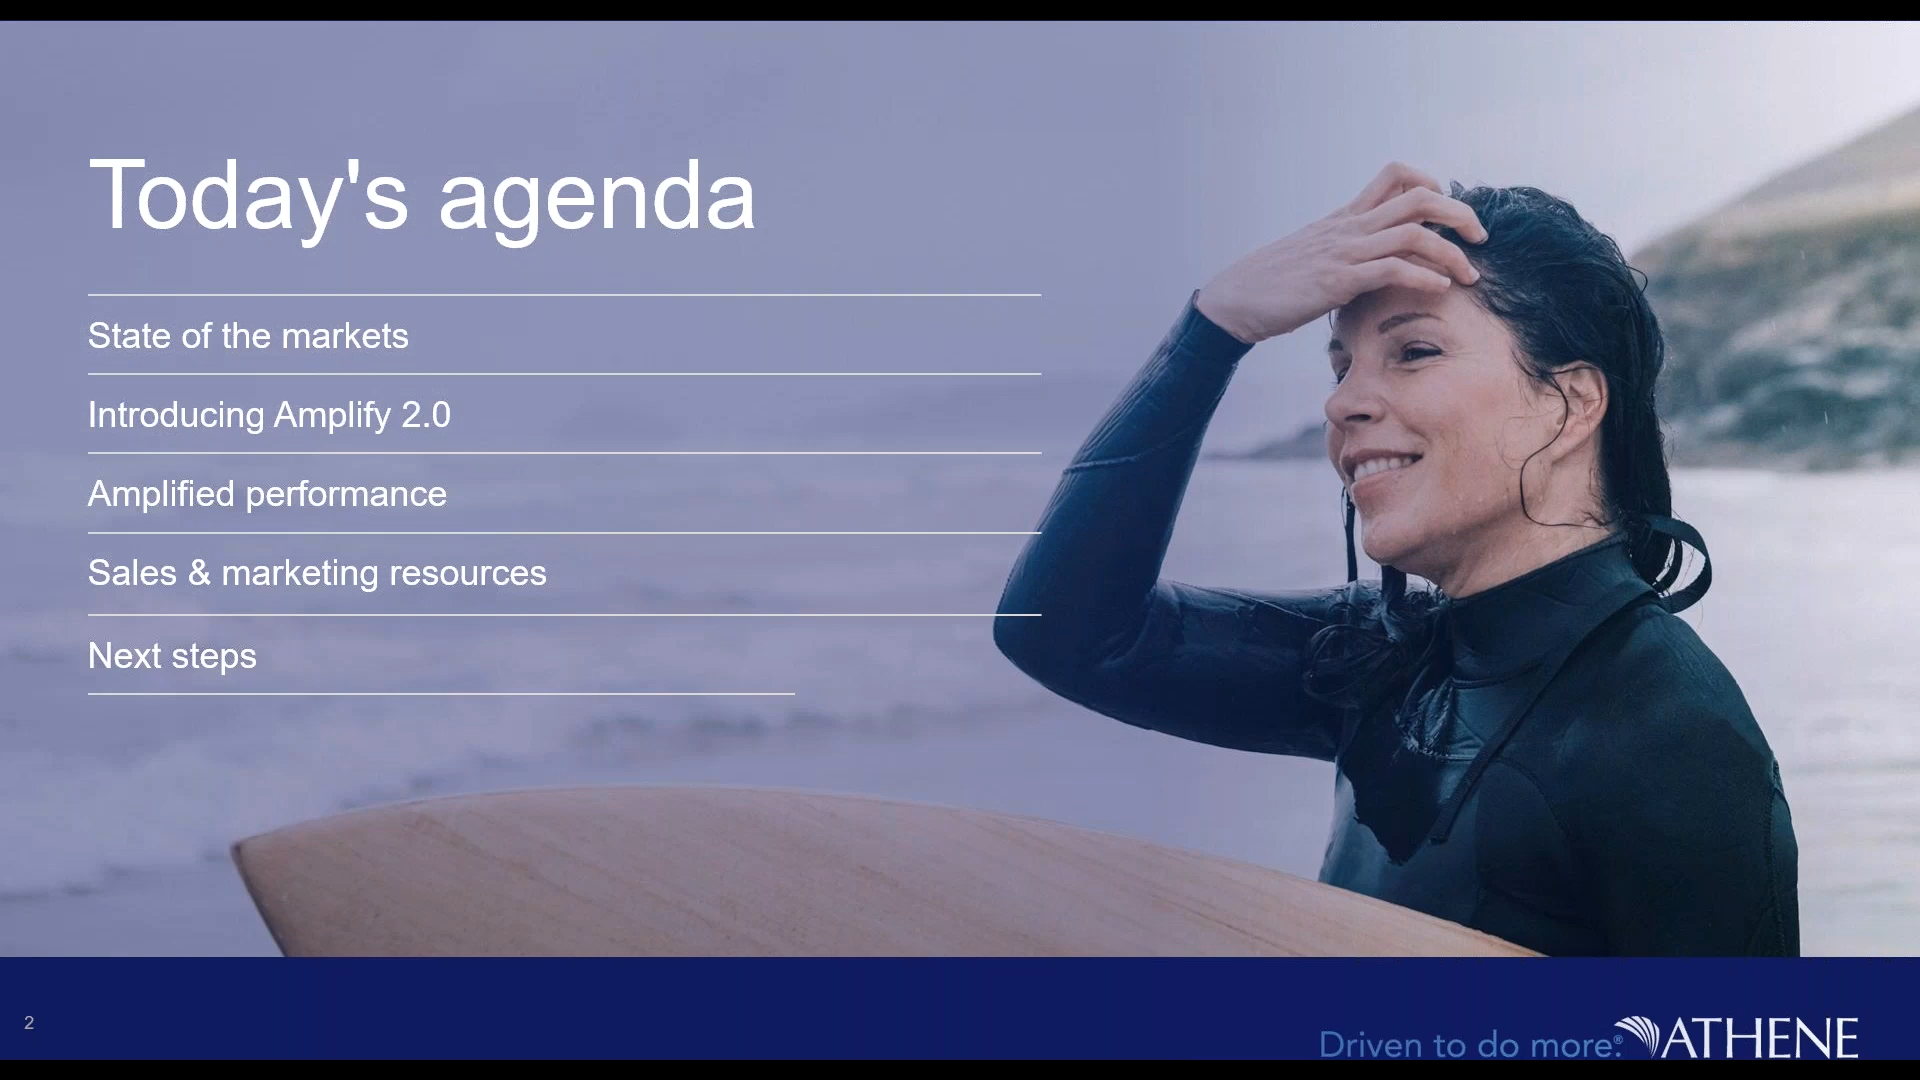 Today's agenda
State of the markets
Introducing Amplify 2.0
Amplified performance
Sales & marketing resources
Next steps
2
Driven to do more.®
ATHENE